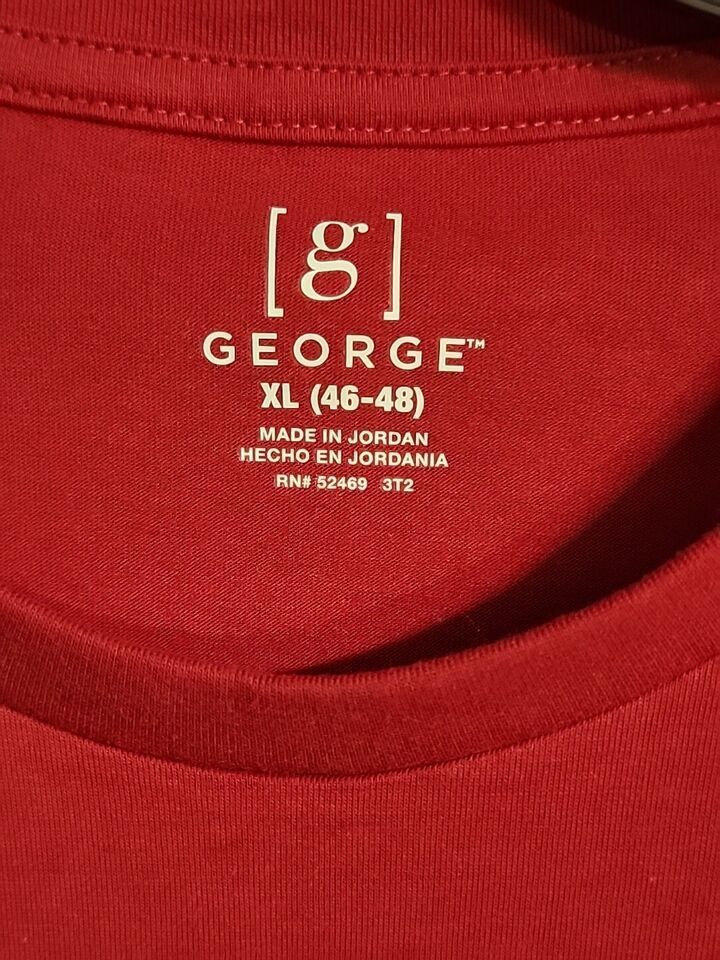 [g]
GEORGE™
XL (46-48)
MADE IN JORDAN
HECHO EN JORDANIA
RN# 52469 3T2